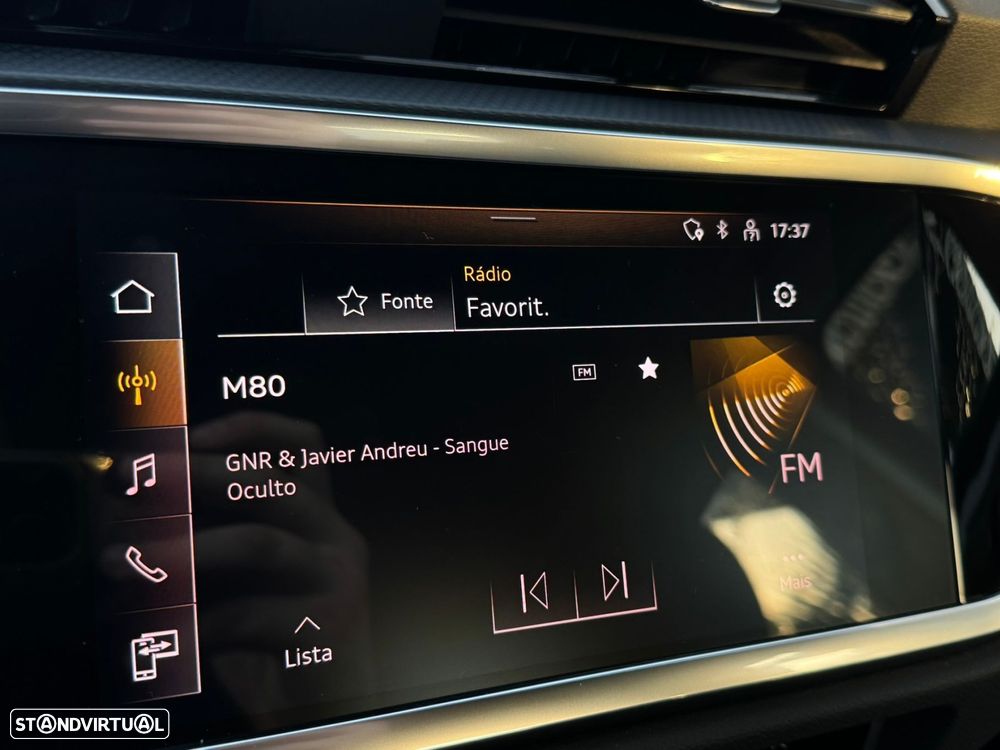 17:37
Rádio
Fonte
Favorit.
M80
FM
GNR & Javier Andreu - Sangue
Oculto
FM
Mais
Lista
STANDVIRTUAL